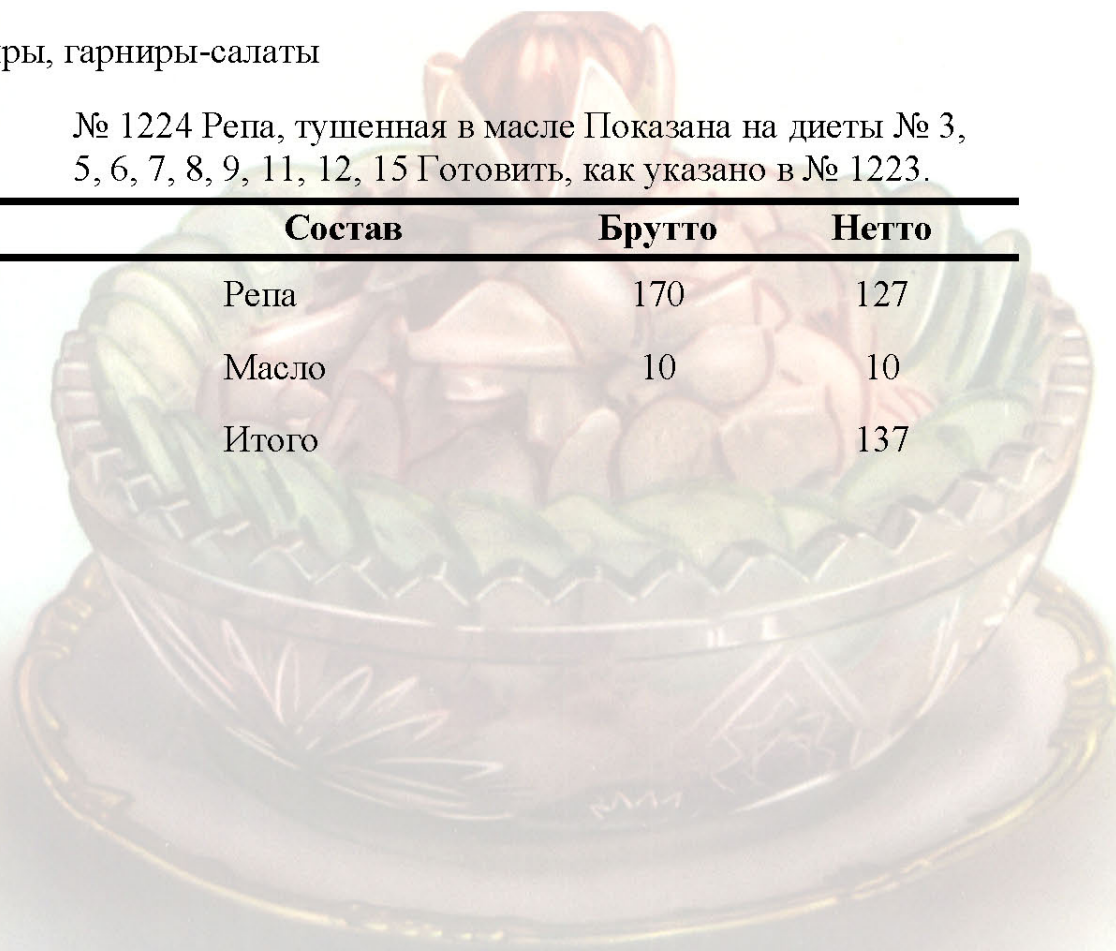 гарниры-салаты
№ 1224 Репа, тушенная в масле Показана на диеты № 3,
5, 6, 7, 8, 9, 11, 12, 15 Готовить, как указано в № 1223.
Состав Брутто Нетто
Репа 170 127
Масло 10 10
Итого 137